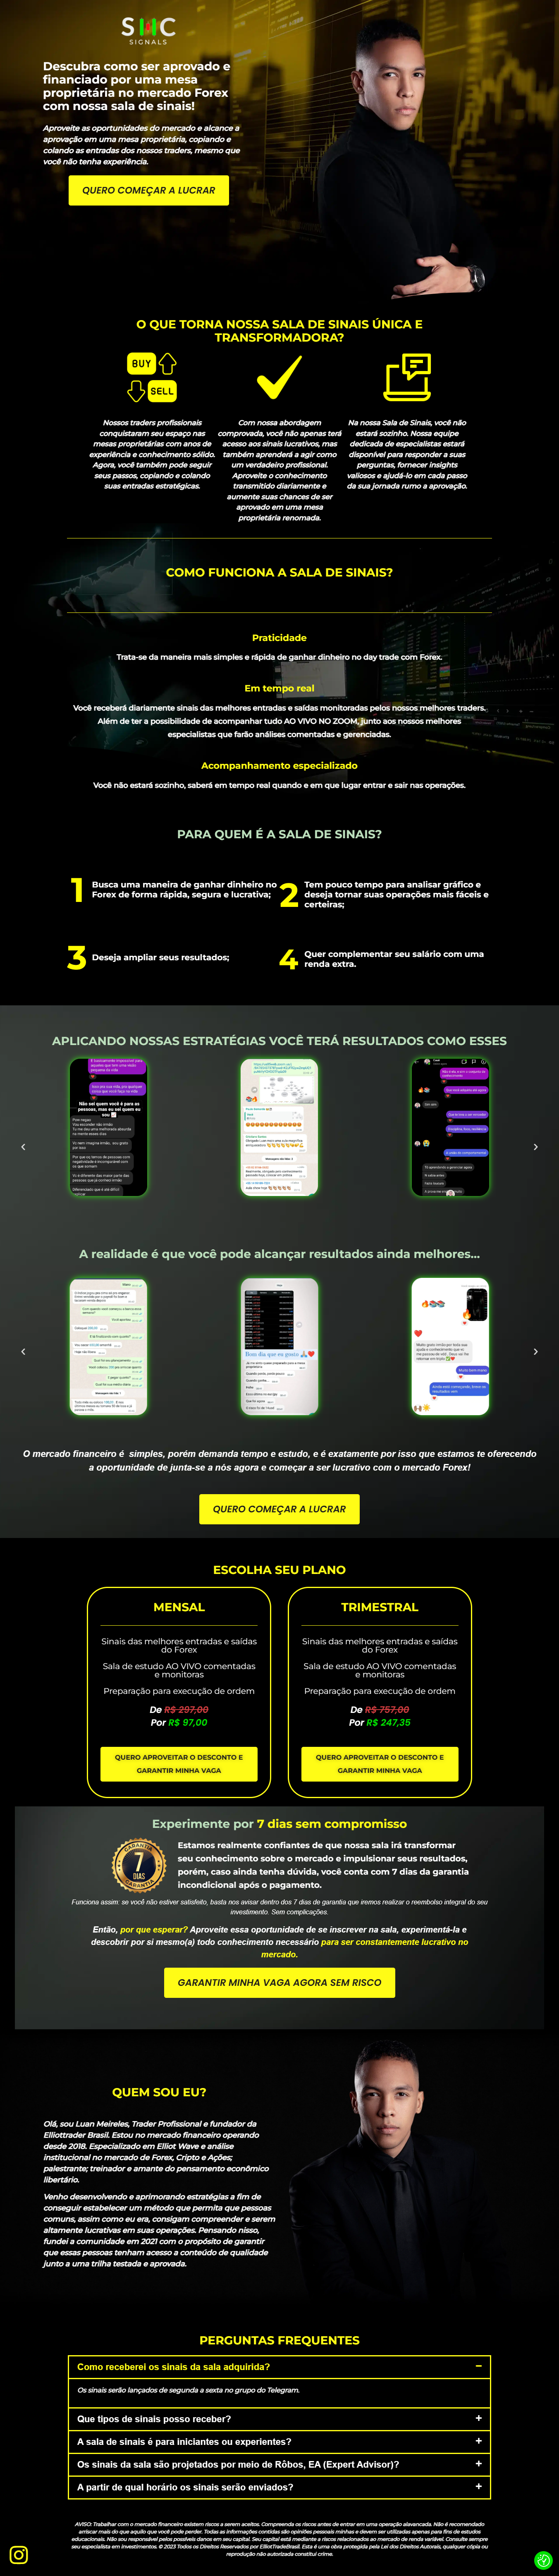 SMC
SIGNALS
Descubra como ser aprovado e
financiado por uma mesa
proprietária no mercado Forex
com nossa sala de sinais!
Aproveite as oportunidades do mercado e alcance a
aprovação em uma mesa proprietária, copiando e
colando as entradas dos nossos traders, mesmo que
você não tenha experiência.
QUERO COMEÇAR A LUCRAR
O QUE TORNA NOSSA SALA DE SINAIS ÚNICA E
TRANSFORMADORA?
BUY
SELL
Nossos traders profissionais
conquistaram seu espaço nas
mesas proprietárias com anos de
experiência e conhecimento sólido.
Agora, você também pode seguir
seus passos, copiando e colando
suas entradas estratégicas.
Com nossa abordagem
comprovada, você não apenas terá
acesso aos sinais lucrativos, mas
também aprenderá a agir como
um verdadeiro profissional.
Aproveite o conhecimento
transmitido diariamente e
aumente suas chances de ser
aprovado em uma mesa
proprietária renomada.
Na nossa Sala de Sinais, você não
estará sozinho. Nossa equipe
dedicada de especialistas estará
disponível para responder a suas
perguntas, fornecer insights
valiosos e ajudá-lo em cada passo
da sua jornada rumo a aprovação.
COMO FUNCIONA A SALA DE SINAIS?
Praticidade
Trata-se da maneira mais simples e rápida de ganhar dinheiro no day trade com Forex.
Em tempo real
Você receberá diariamente sinais das melhores entradas e saídas monitoradas pelos nossos melhores traders.
Além de ter a possibilidade de acompanhar tudo AO VIVO NO ZOOM, junto aos nossos melhores
especialistas que farão análises comentadas e gerenciadas.
Acompanhamento especializado
Você não estará sozinho, saberá em tempo real quando e em que lugar entrar e sair nas operações.
PARA QUEM É A SALA DE SINAIS?
1
Busca uma maneira de ganhar dinheiro no
Forex de forma rápida, segura e lucrativa;
2
Tem pouco tempo para analisar gráfico e
deseja tornar suas operações mais fáceis e
certeiras;
3
Deseja ampliar seus resultados;
4
Quer complementar seu salário com uma
renda extra.
APLICANDO NOSSAS ESTRATÉGIAS VOCÊ TERÁ RESULTADOS COMO ESSES
Não sei quem você é para as
pessoas, mas eu sei quem eu
sou
A realidade é que você pode alcançar resultados ainda melhores...
Bom dia que eu gosto
O mercado financeiro é simples, porém demanda tempo e estudo, e é exatamente por isso que estamos te oferecendo
a oportunidade de junta-se a nós agora e começar a ser lucrativo com o mercado Forex!
QUERO COMEÇAR A LUCRAR
ESCOLHA SEU PLANO
MENSAL
Sinais das melhores entradas e saídas
do Forex
Sala de estudo AO VIVO comentadas
e monitoras
Preparação para execução de ordem
De R$ 297,00
Por R$ 97,00
QUERO APROVEITAR O DESCONTO E
GARANTIR MINHA VAGA
TRIMESTRAL
Sinais das melhores entradas e saídas
do Forex
Sala de estudo AO VIVO comentadas
e monitoras
Preparação para execução de ordem
De R$ 757,00
Por R$ 247,35
QUERO APROVEITAR O DESCONTO E
GARANTIR MINHA VAGA
Experimente por 7 dias sem compromisso
GARANTIA
7
DIAS
GARANTIA
Estamos realmente confiantes de que nossa sala irá transformar
seu conhecimento sobre o mercado e impulsionar seus resultados,
porém, caso ainda tenha dúvida, você conta com 7 dias da garantia
incondicional após o pagamento.
Funciona assim: se você não estiver satisfeito, basta nos avisar dentro dos 7 dias de garantia que iremos realizar o reembolso integral do seu
investimento. Sem complicações.
Então, por que esperar? Aproveite essa oportunidade de se inscrever na sala, experimentá-la e
descobrir por si mesmo(a) todo conhecimento necessário para ser constantemente lucrativo no
mercado.
GARANTIR MINHA VAGA AGORA SEM RISCO
QUEM SOU EU?
Olá, sou Luan Meireles, Trader Profissional e fundador da
Elliottrader Brasil. Estou no mercado financeiro operando
desde 2018. Especializado em Elliot Wave e análise
institucional no mercado de Forex, Cripto e Ações;
palestrante; treinador e amante do pensamento econômico
libertário.
Venho desenvolvendo e aprimorando estratégias a fim de
conseguir estabelecer um método que permita que pessoas
comuns, assim como eu era, consigam compreender e serem
altamente lucrativas em suas operações. Pensando nisso,
fundei a comunidade em 2021 com o propósito de garantir
que essas pessoas tenham acesso a conteúdo de qualidade
junto a uma trilha testada e aprovada.
PERGUNTAS FREQUENTES
Como receberei os sinais da sala adquirida?
Os sinais serão lançados de segunda a sexta no grupo do Telegram.
Que tipos de sinais posso receber?
A sala de sinais é para iniciantes ou experientes?
Os sinais da sala são projetados por meio de Rôbos, EA (Expert Advisor)?
A partir de qual horário os sinais serão enviados?
AVISO: Trabalhar com o mercado financeiro existem riscos a serem aceitos. Compreenda os riscos antes de entrar em uma operação alavancada. Não é recomendado
arriscar mais do que aquilo que você pode perder. Todas as informações contidas são opiniões pessoais minhas e devem ser utilizadas apenas para fins de estudos
educacionais. Não sou responsável pelos possíveis danos em seu capital. Seu capital está mediante a riscos relacionados ao mercado de renda variável. Consulte sempre
seu especialista em Investimentos. © 2023 Todos os Direitos Reservados por ElliotTradeBrasil. Esta é uma obra protegida pela Lei dos Direitos Autorais, qualquer cópia ou
reprodução não autorizada constitui crime.